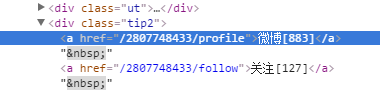 ▶<div class="ut">…</div>
▼<div class="tip2">
<a href="/2807748433/profile">微博[883]</a>
"&nbsp;"
<a href="/2807748433/follow">关注[127]</a>
"&nbsp;"